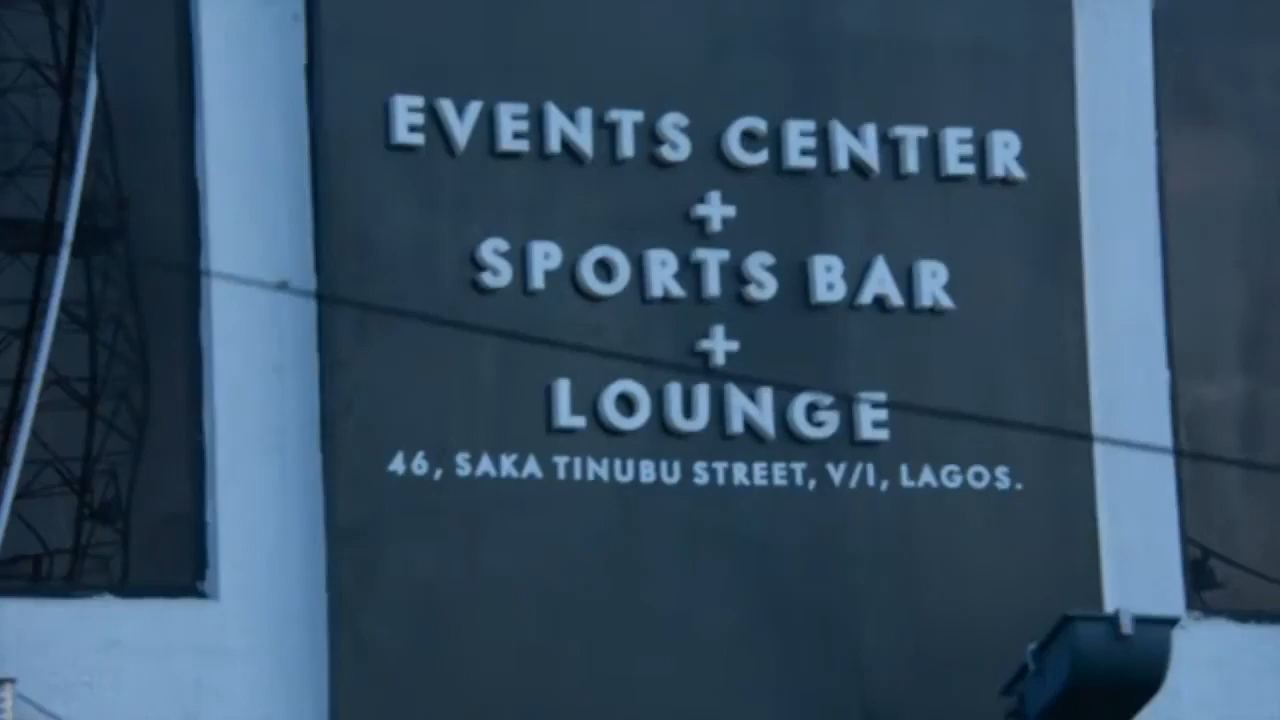 EVENTS CENTER
+
SPORTS BAR
+
LOUNGE
46, SAKA TINUBU STREET, V/I, LAGOS.